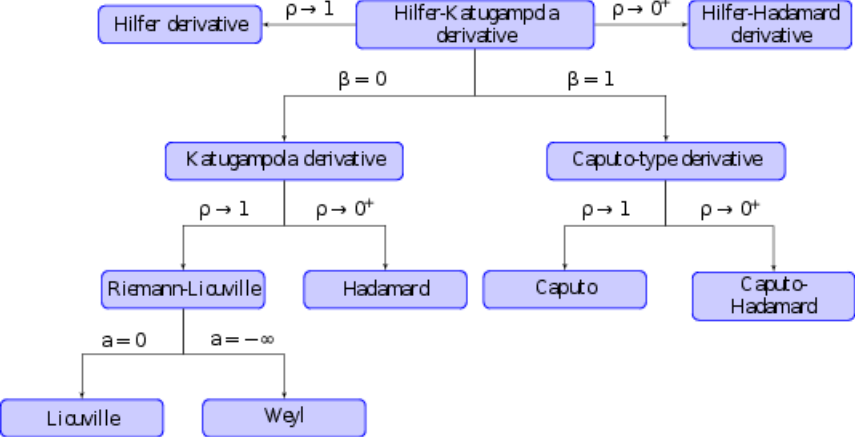 Hilfer derivative
ρ → 1
Hilfer-Katugampola
derivative
ρ → 0⁺
Hilfer-Hadamard
derivative
β = 0
β = 1
Katugampola derivative
Caputo-type derivative
ρ → 1
ρ → 0⁺
ρ → 1
ρ → 0⁺
Riemann-Liouville
Hadamard
Caputo
Caputo-
Hadamard
a = 0
a = −∞
Liouville
Weyl